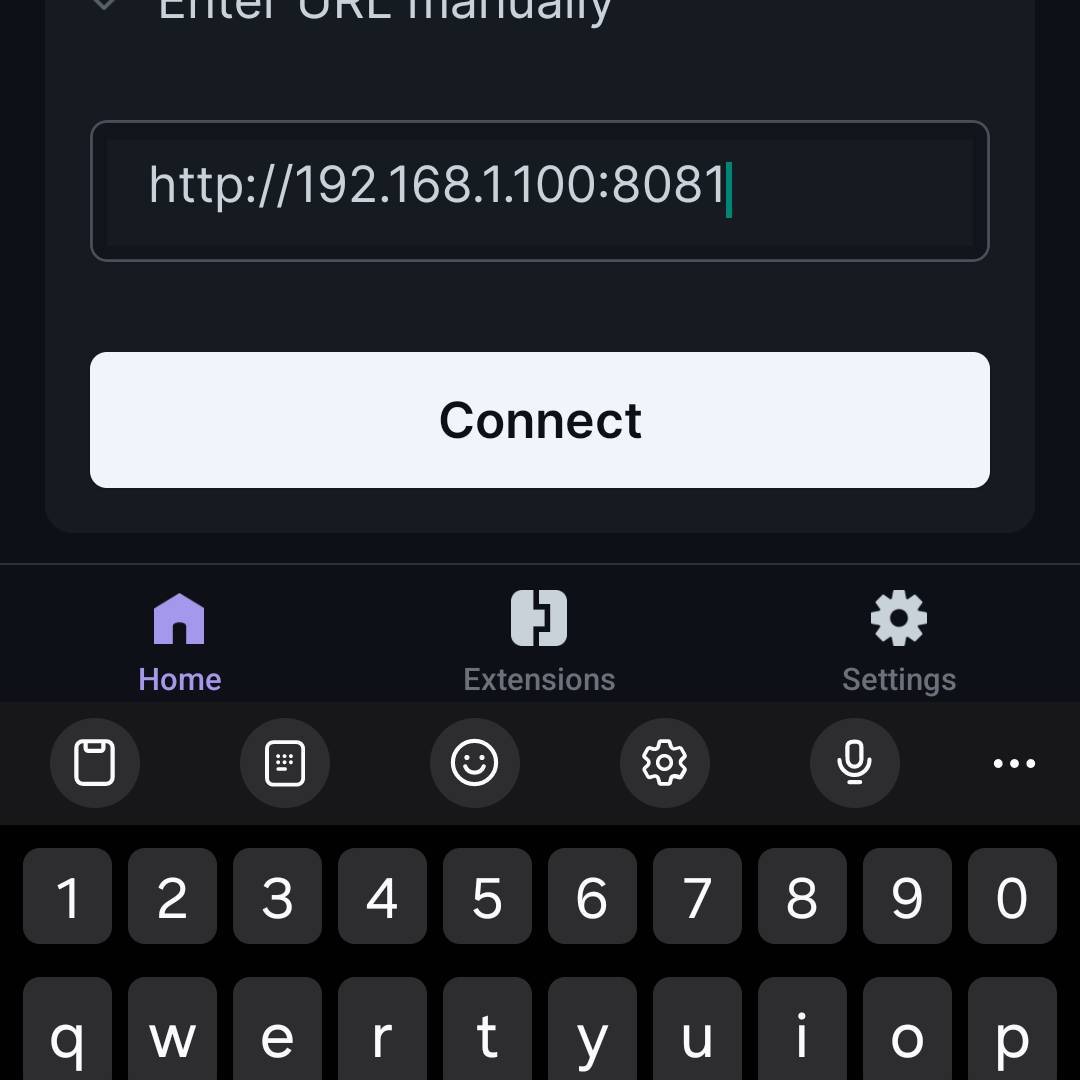 Enter URL manually
http://192.168.1.100:8081
Connect
Home Extensions Settings
1 2 3 4 5 6 7 8 9 0
q w e r t y u i o p